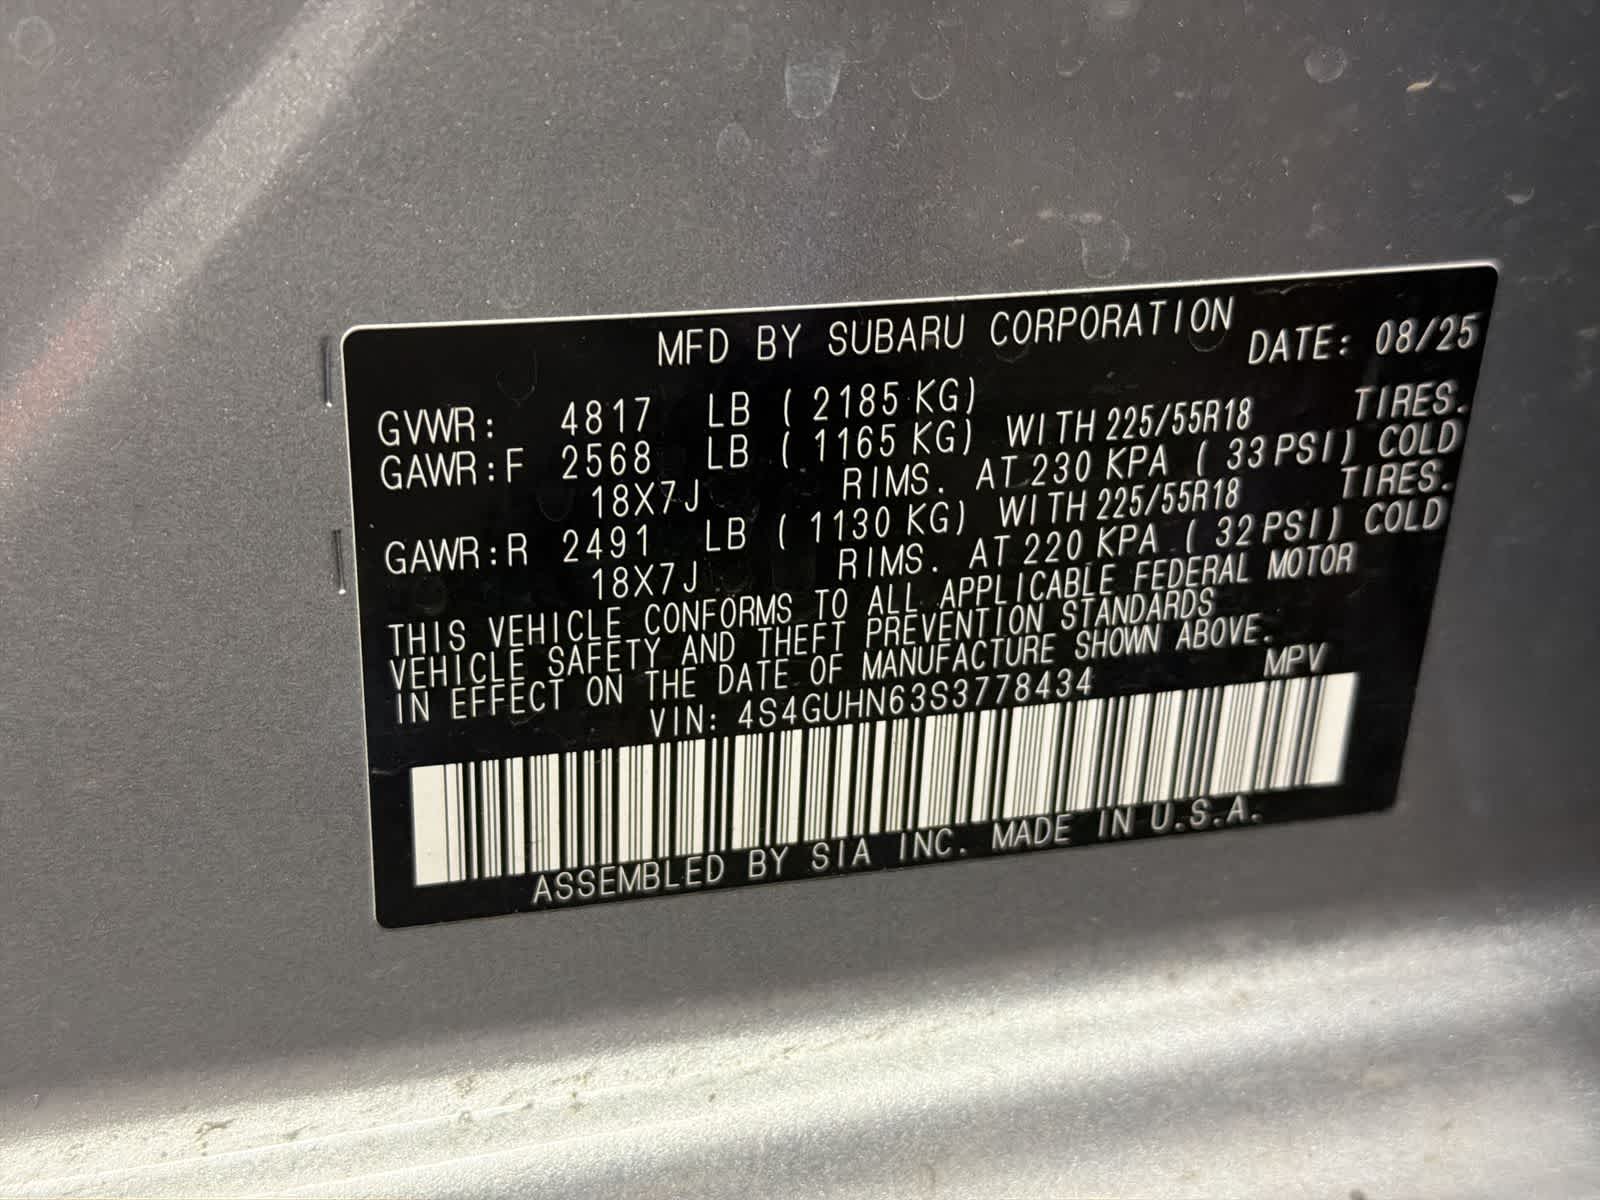 MFD BY SUBARU CORPORATION DATE: 08/25
GVWR: 4817 LB ( 2185 KG)
GAWR:F 2568 LB ( 1165 KG) WITH 225/55R18 TIRES.
18X7J RIMS. AT 230 KPA ( 33 PSI) COLD
GAWR:R 2491 LB ( 1130 KG) WITH 225/55R18 TIRES.
18X7J RIMS. AT 220 KPA ( 32 PSI) COLD
THIS VEHICLE CONFORMS TO ALL APPLICABLE FEDERAL MOTOR
VEHICLE SAFETY AND THEFT PREVENTION STANDARDS
IN EFFECT ON THE DATE OF MANUFACTURE SHOWN ABOVE.
VIN: 4S4GUHN63S3778434 MPV
ASSEMBLED BY SIA INC. MADE IN U.S.A.